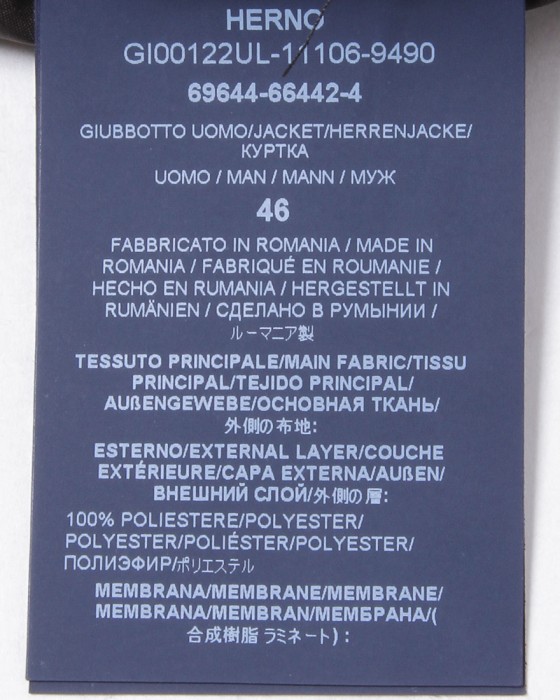 HERNO
GI00122UL-11106-9490
69644-66442-4
GIUBBOTTO UOMO/JACKET/HERRENJACKE/
КУРТКА
UOMO / MAN / MANN / МУЖ
46
FABBRICATO IN ROMANIA / MADE IN
ROMANIA / FABRIQUÉ EN ROUMANIE /
HECHO EN RUMANIA / HERGESTELLT IN
RUMÄNIEN / СДЕЛАНО В РУМЫНИИ /
ルーマニア製
TESSUTO PRINCIPALE/MAIN FABRIC/TISSU
PRINCIPAL/TEJIDO PRINCIPAL/
AUßENGEWEBE/ОСНОВНАЯ ТКАНЬ/
外側の布地:
ESTERNO/EXTERNAL LAYER/COUCHE
EXTÉRIEURE/CAPA EXTERNA/AUßEN/
ВНЕШНИЙ СЛОЙ/外側の層:
100% POLIESTERE/POLYESTER/
POLYESTER/POLIÉSTER/POLYESTER/
ПОЛИЭФИР/ポリエステル
MEMBRANA/MEMBRANE/MEMBRANE/
MEMBRANA/MEMBRAN/МЕМБРАНА/(
合成樹脂 ラミネート) :